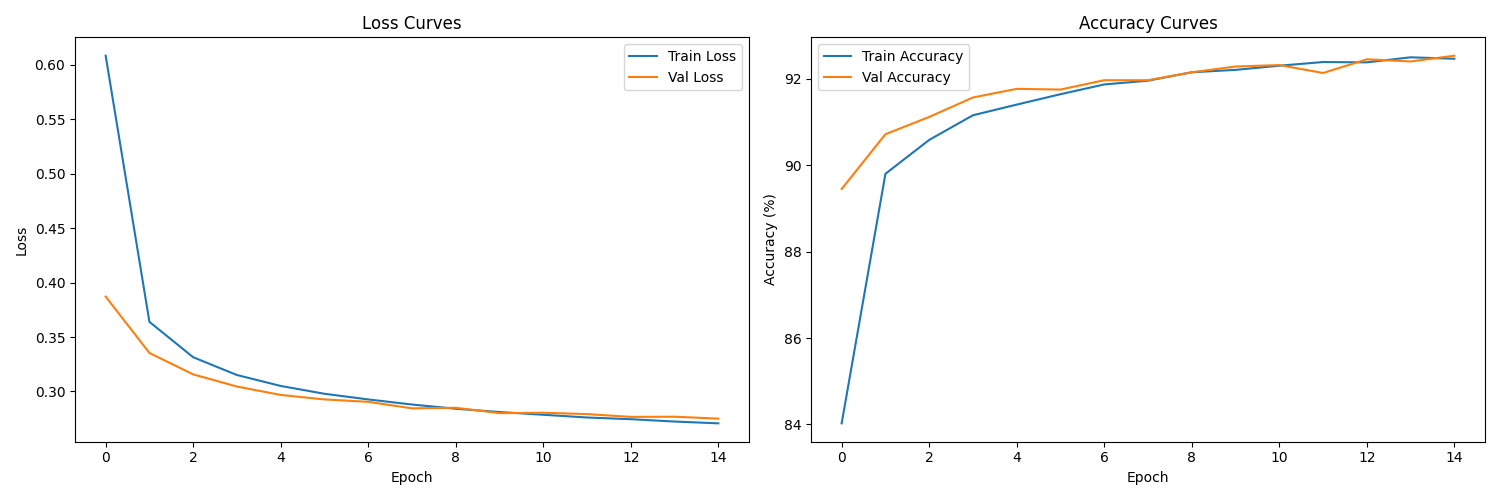 Loss Curves
Train Loss
Val Loss
0.60
0.55
0.50
0.45
0.40
0.35
0.30
Loss
0 2 4 6 8 10 12 14
Epoch
Accuracy Curves
Train Accuracy
Val Accuracy
92
90
88
86
84
Accuracy (%)
0 2 4 6 8 10 12 14
Epoch